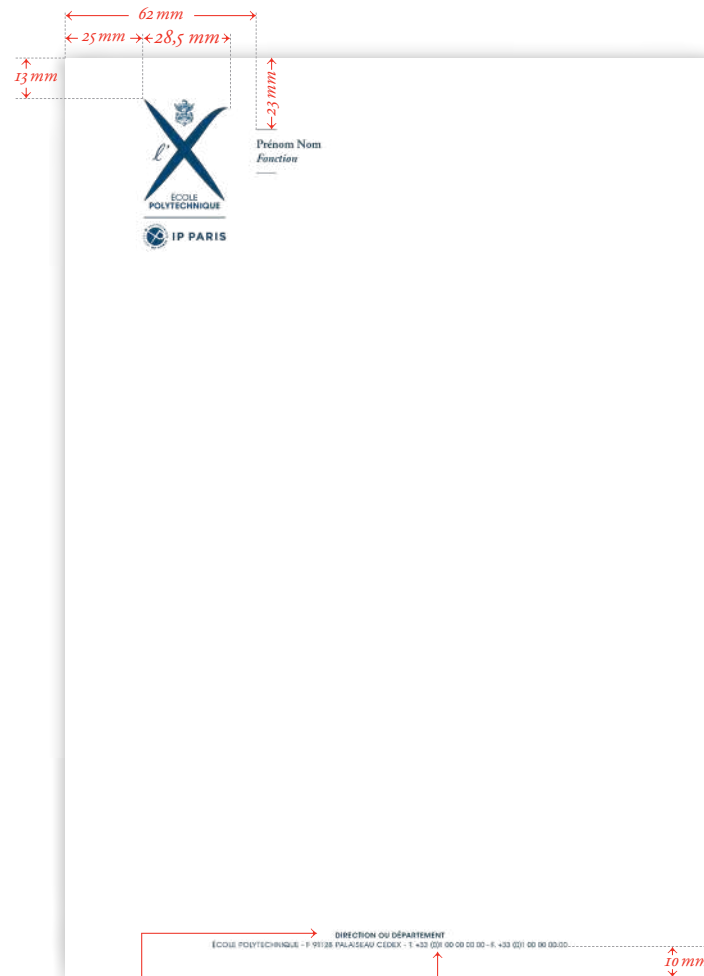 62 mm
25 mm
28,5 mm
13 mm
23 mm
Prénom Nom
Fonction
l'X
ÉCOLE
POLYTECHNIQUE
IP PARIS
DIRECTION OU DÉPARTEMENT
ÉCOLE POLYTECHNIQUE - F 91128 PALAISEAU CEDEX - T. +33 (0)1 00 00 00 00 - F. +33 (0)1 00 00 00 00
10 mm